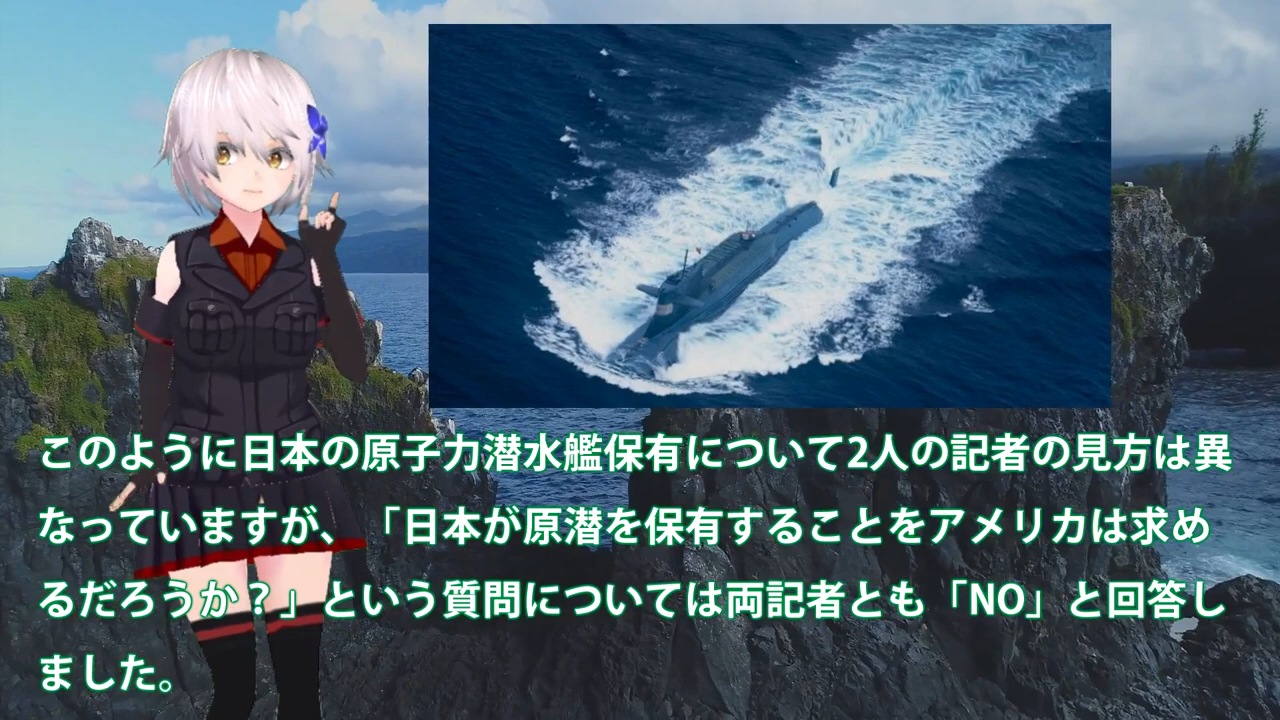 このように日本の原子力潜水艦保有について2人の記者の見方は異
なっていますが、「日本が原潜を保有することをアメリカは求め
るだろうか？」という質問については両記者とも「NO」と回答し
ました。